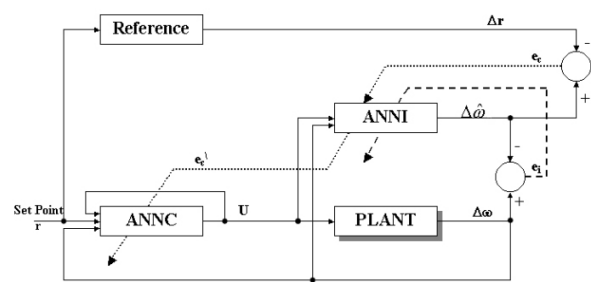 Reference
Δr
-
e_c
+
ANNI
Δω̂
-
e_i
e_c^\
Set Point
r
ANNC
U
PLANT
Δω
+